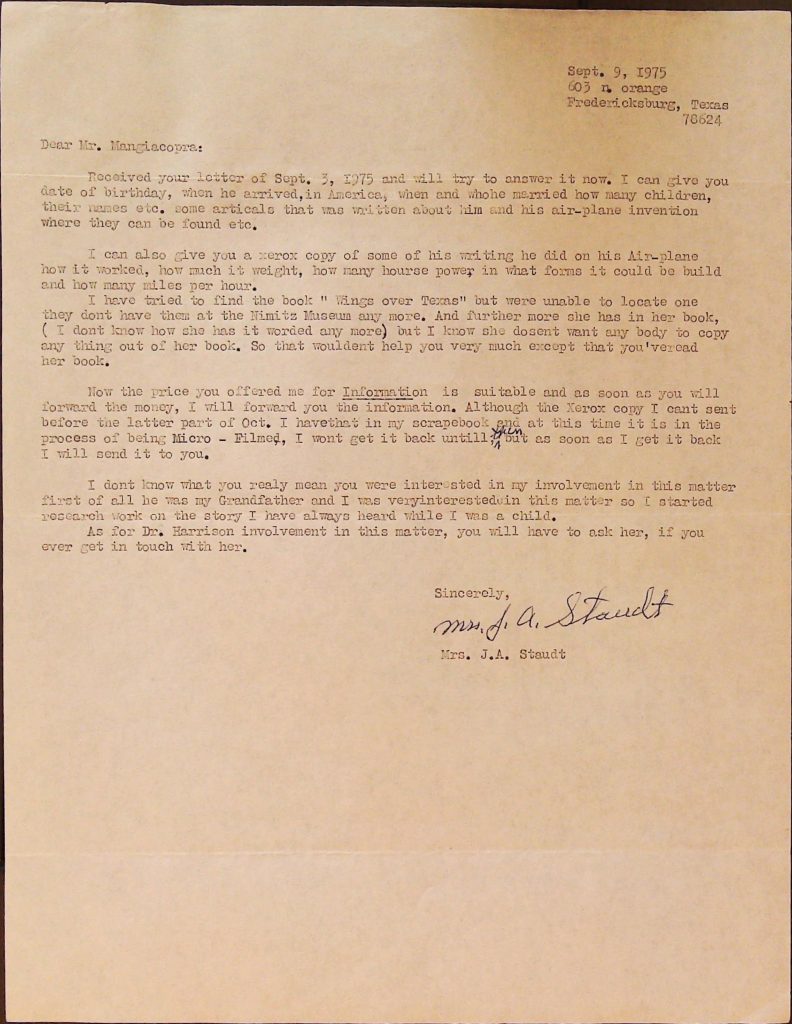 Sept. 9, 1975
603 n. orange
Fredericksburg, Texas
78624
Dear Mr. Mangiacopra:
Received your letter of Sept. 3, 1975 and will try to answer it now. I can give you
date of birthday, when he arrived,in America, when and whohe married how many children,
their names etc. some articals that was written about him and his air-plane invention
where they can be found etc.
I can also give you a xerox copy of some of his writing he did on his Air-plane
how it worked, how much it weight, how many hourse power in what forms it could be build
and how many miles per hour.
I have tried to find the book " Wings over Texas" but were unable to locate one
they dont have them at the Nimitz Museum any more. And further more she has in her book,
( I dont know how she has it worded any more) but I know she dosent want any body to copy
any thing out of her book. So that wouldent help you very much except that you'veread
her book.
Now the price you offered me for Information is suitable and as soon as you will
forward the money, I will forward you the information. Although the Xerox copy I cant sent
before the latter part of Oct. I havethat in my scrapebook and at this time it is in the
process of being Micro - Filmed, I wont get it back untill then but as soon as I get it back
I will send it to you.
I dont know what you realy mean you were interested in my involvement in this matter
first of all he was my Grandfather and I was veryinterested in this matter so I started
research work on the story I have always heard while I was a child.
As for Dr. Harrison involvement in this matter, you will have to ask her, if you
ever get in touch with her.
Sincerely,
Mrs. J. A. Staudt
Mrs. J.A. Staudt